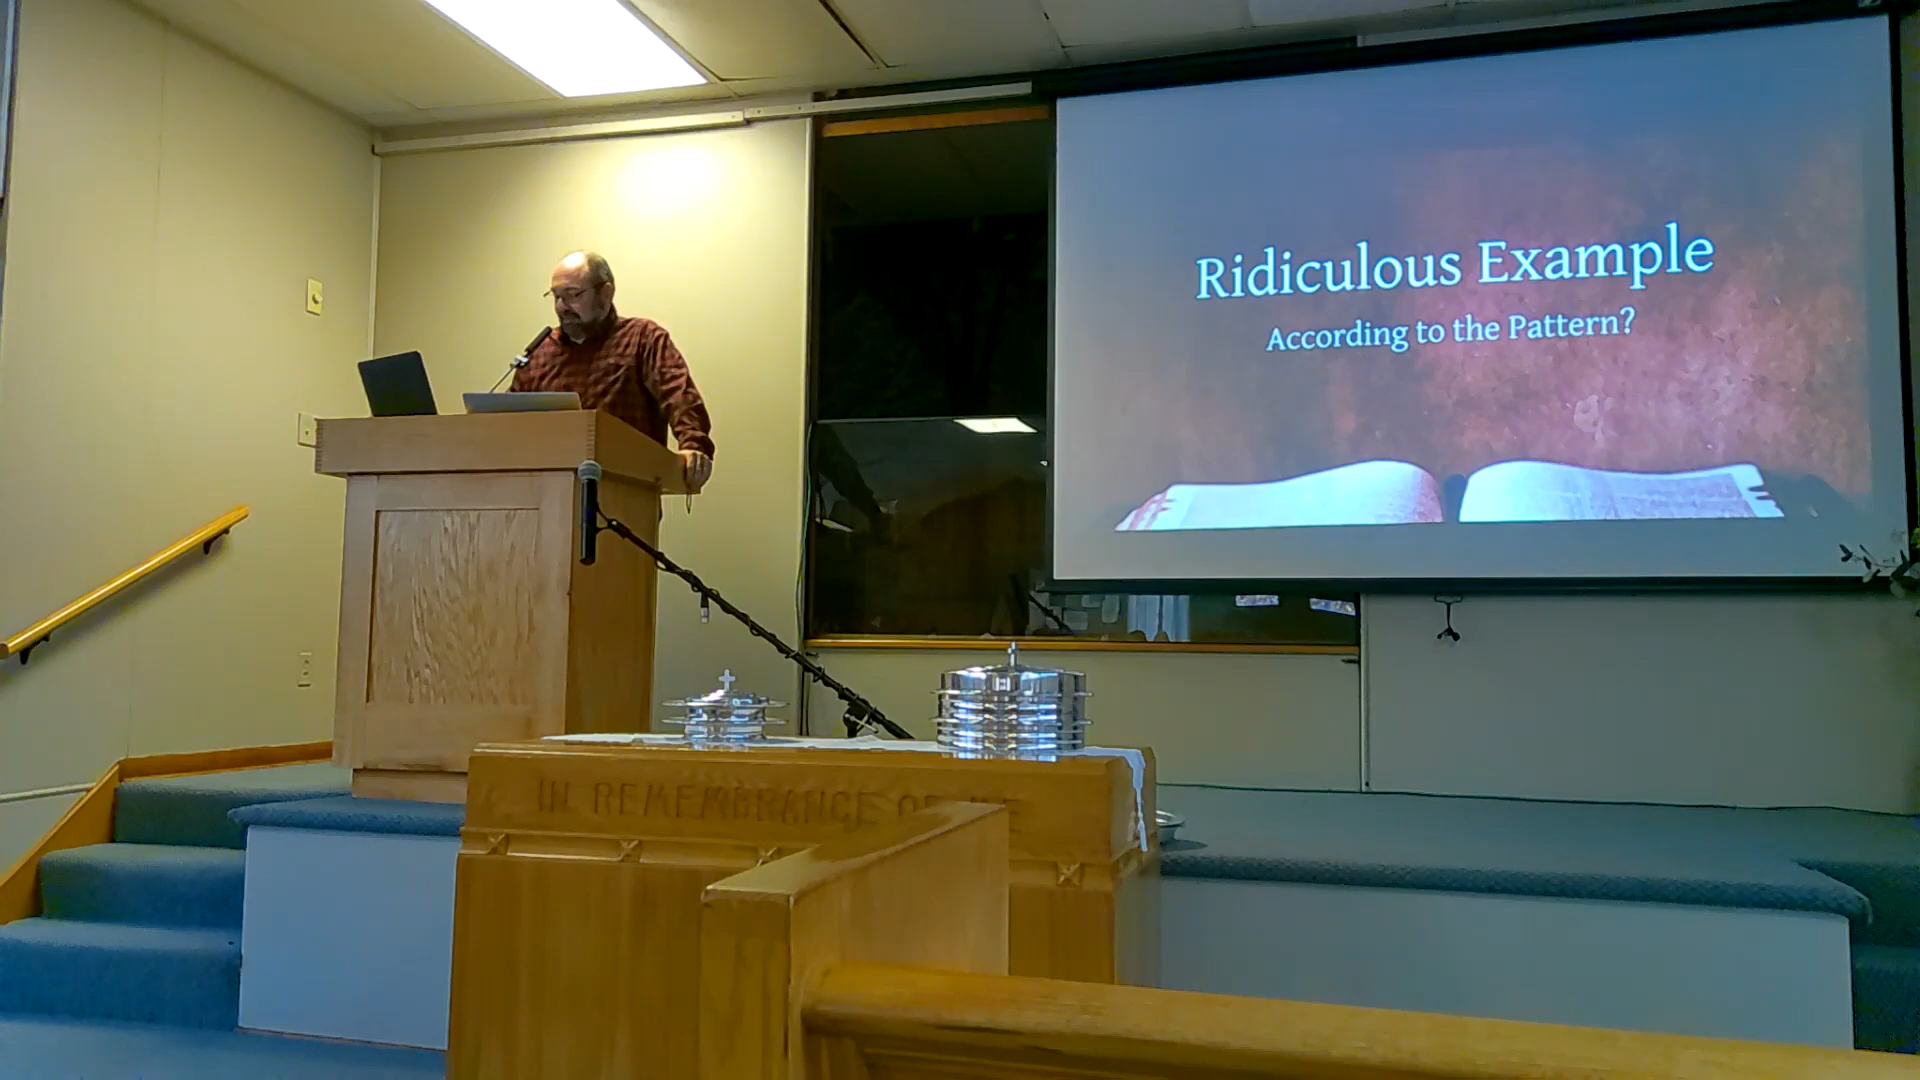 Ridiculous Example
According to the Pattern?
IN REMEMBRANCE OF ME